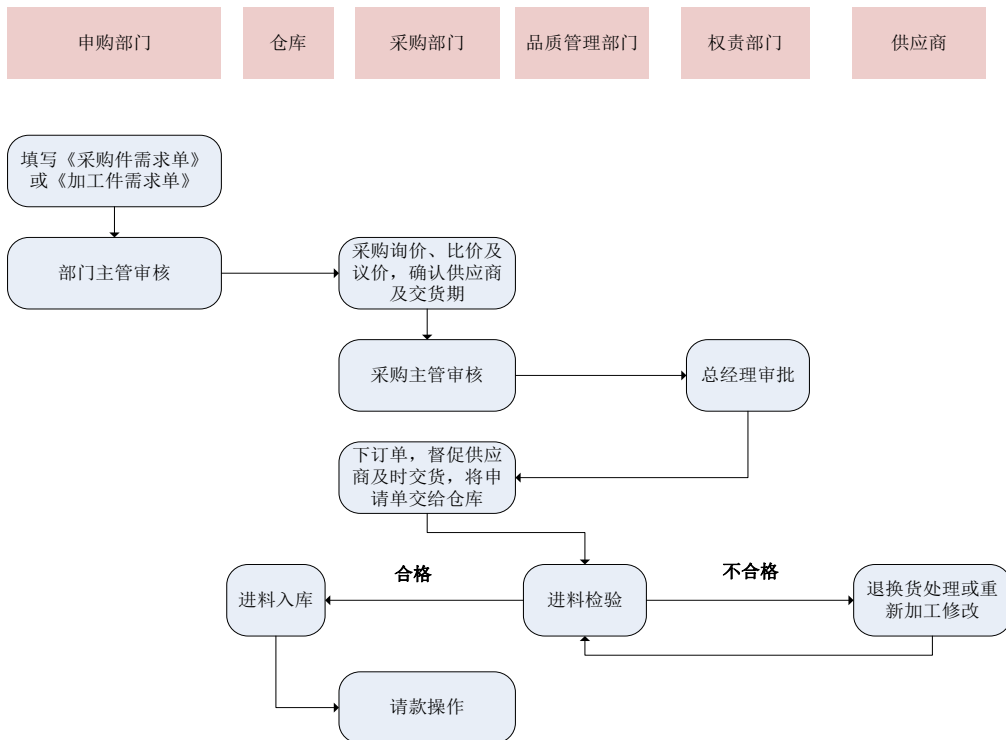 申购部门
仓库
采购部门
品质管理部门
权责部门
供应商
填写《采购件需求单》
或《加工件需求单》
部门主管审核
采购询价、比价及
议价，确认供应商
及交货期
采购主管审核
总经理审批
下订单，督促供应
商及时交货，将申
请单交给仓库
合格
不合格
进料入库
进料检验
退换货处理或重
新加工修改
请款操作